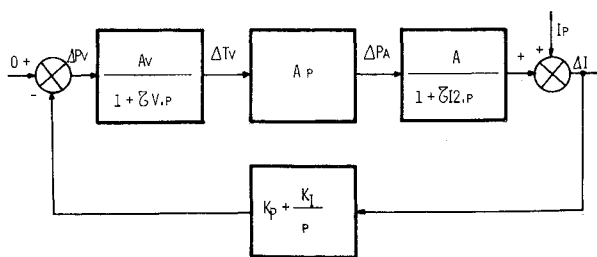 IP
0 +
ΔPV
AV
1 + ζV.P
ΔTV
AP
ΔPA
A
1 + ζI2.P
+
+
ΔI
-
KP + KI
P